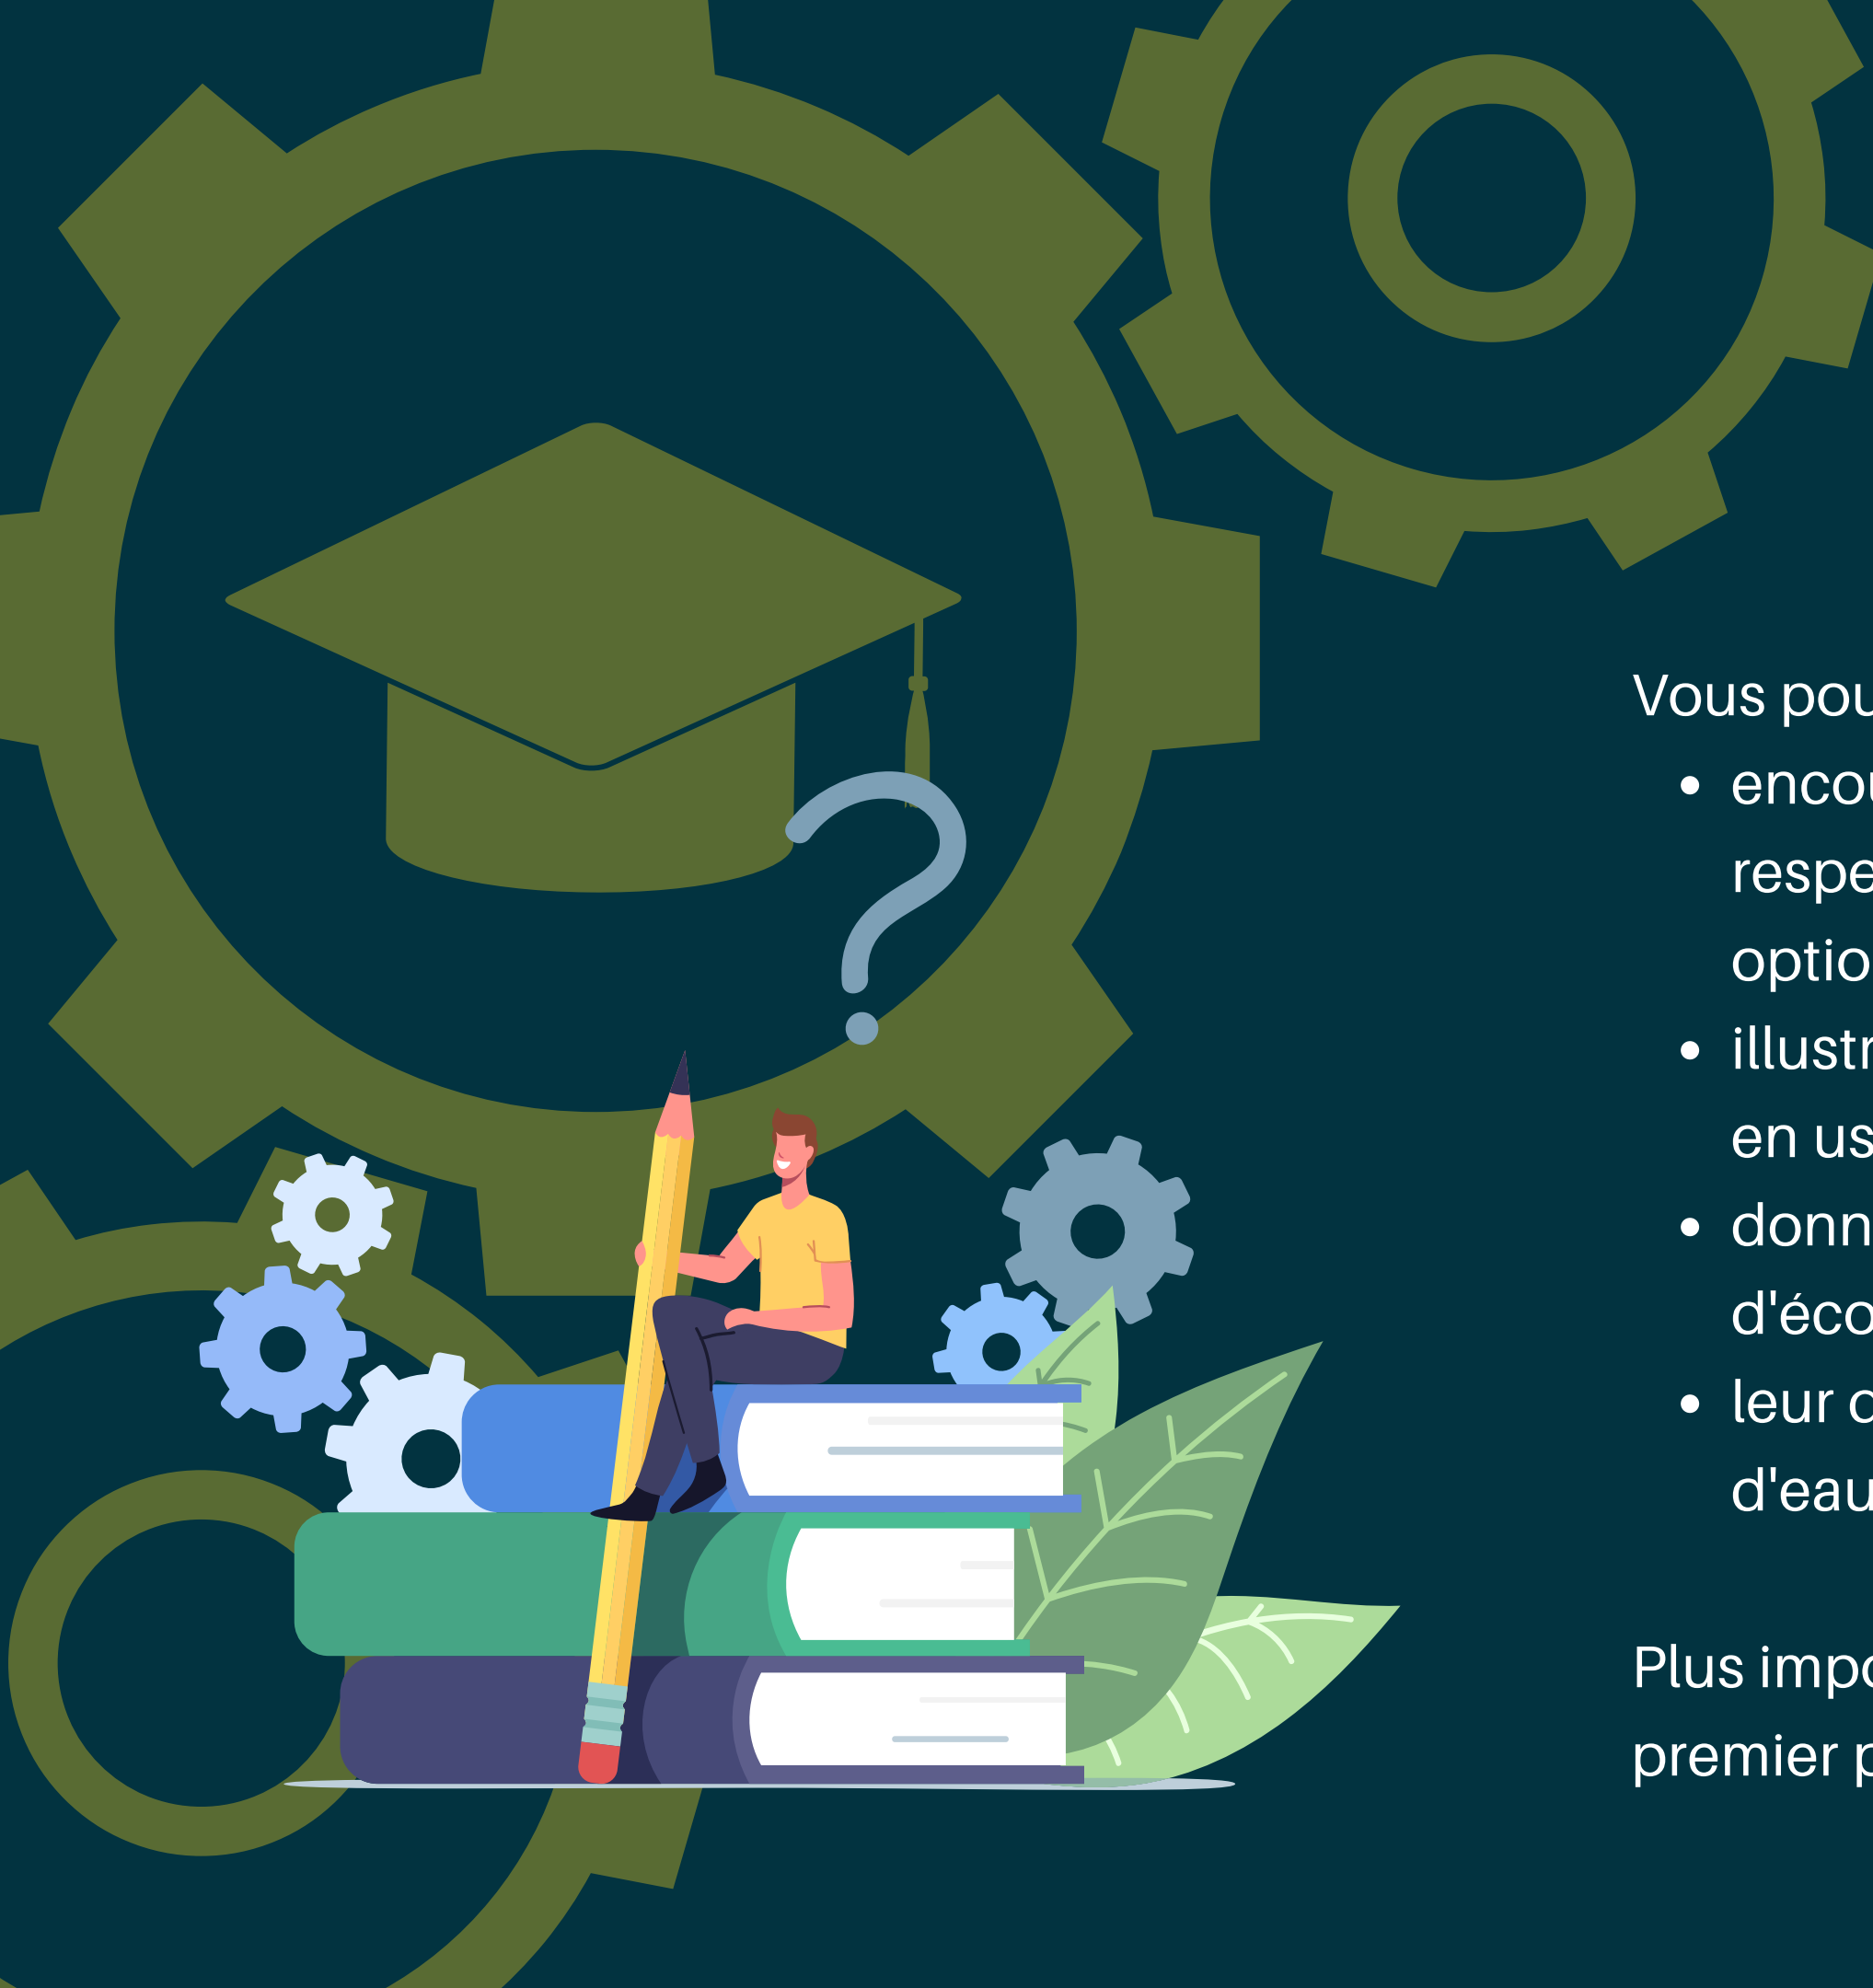 Vous pou
• encou
respe
optio
• illustr
en us
• donn
d'éco
• leur c
d'eau
Plus impo
premier p